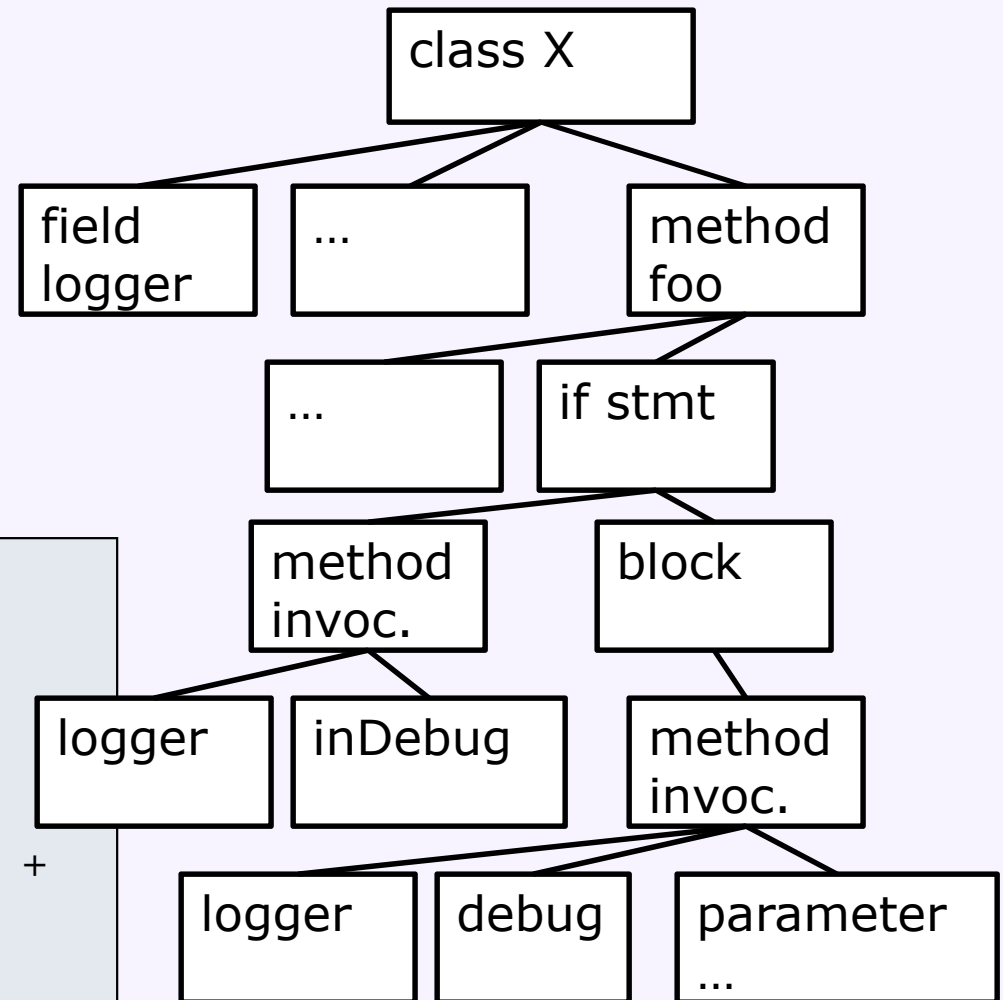 class X
field
logger
...
method
foo
...
if stmt
method
invoc.
block
logger
inDebug
method
invoc.
+
logger
debug
parameter
...